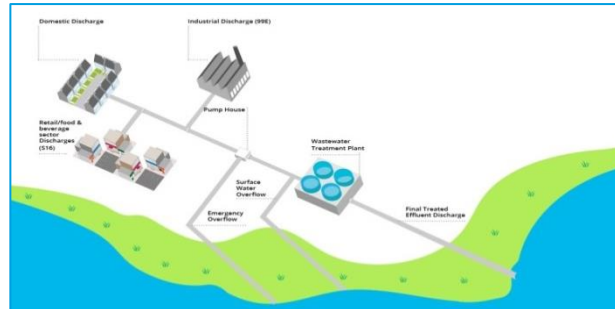 Domestic Discharge
Industrial Discharge (99E)
Pump House
Retail/food &
beverage
sector
Discharges
(S16)
Wastewater
Treatment Plant
Surface
Water
Overflow
Emergency
Overflow
Final Treated
Effluent Discharge